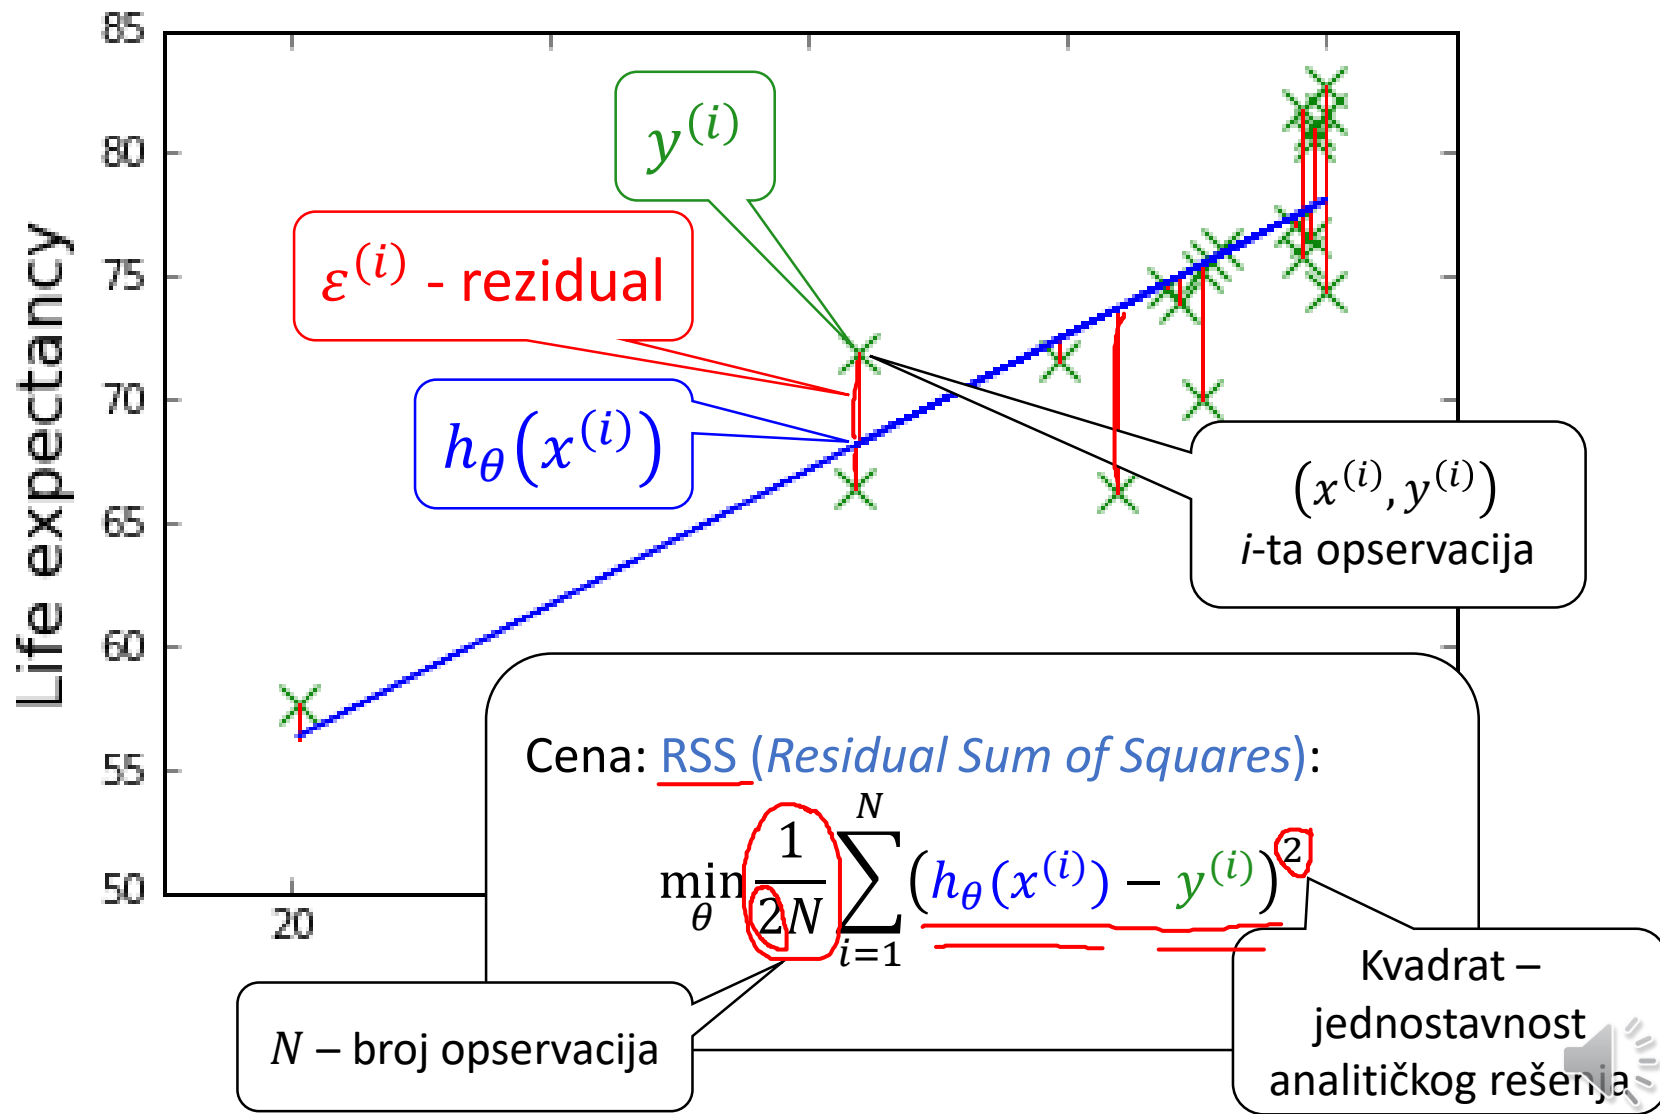 85
80
75
70
65
60
55
50
20
Life expectancy
y⁽ⁱ⁾
ε⁽ⁱ⁾ - rezidual
h_θ(x⁽ⁱ⁾)
(x⁽ⁱ⁾, y⁽ⁱ⁾)
i-ta opservacija
Cena: RSS (Residual Sum of Squares):
min_θ 1/2N ∑_{i=1}^{N} (h_θ(x⁽ⁱ⁾) − y⁽ⁱ⁾)²
N – broj opservacija
Kvadrat –
jednostavnost
analitičkog rešenja